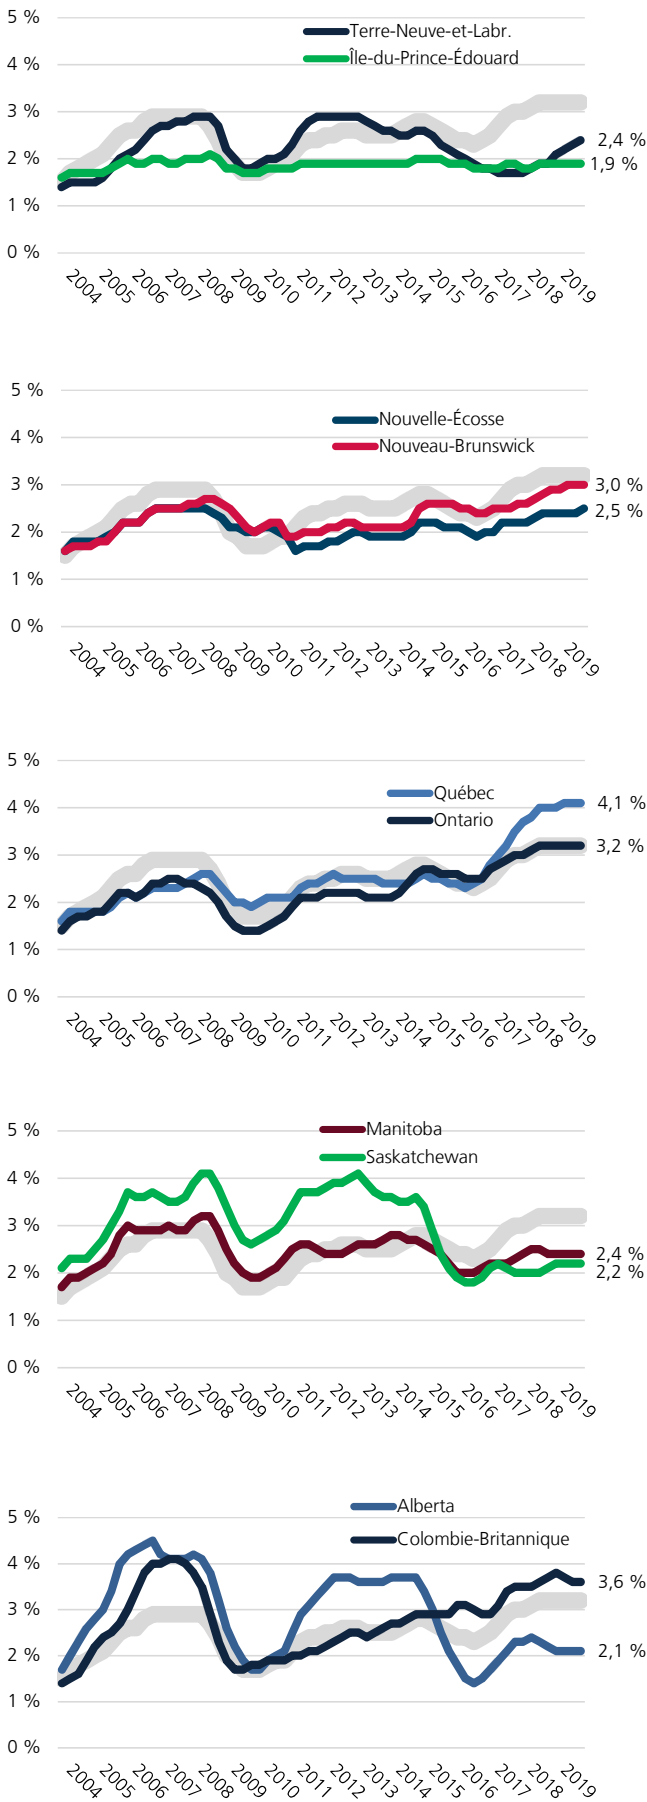 5 %
Terre-Neuve-et-Labr.
Île-du-Prince-Édouard
4 %
3 %
2,4 %
2 %
1,9 %
1 %
0 %
2004 2005 2006 2007 2008 2009 2010 2011 2012 2013 2014 2015 2016 2017 2018 2019
5 %
Nouvelle-Écosse
4 %
Nouveau-Brunswick
3 %
3,0 %
2,5 %
2 %
1 %
0 %
2004 2005 2006 2007 2008 2009 2010 2011 2012 2013 2014 2015 2016 2017 2018 2019
5 %
Québec
4 %
4,1 %
Ontario
3 %
3,2 %
2 %
1 %
0 %
2004 2005 2006 2007 2008 2009 2010 2011 2012 2013 2014 2015 2016 2017 2018 2019
5 %
Manitoba
Saskatchewan
4 %
3 %
2,4 %
2 %
2,2 %
1 %
0 %
2004 2005 2006 2007 2008 2009 2010 2011 2012 2013 2014 2015 2016 2017 2018 2019
Alberta
5 %
Colombie-Britannique
4 %
3,6 %
3 %
2 %
2,1 %
1 %
0 %
2004 2005 2006 2007 2008 2009 2010 2011 2012 2013 2014 2015 2016 2017 2018 2019